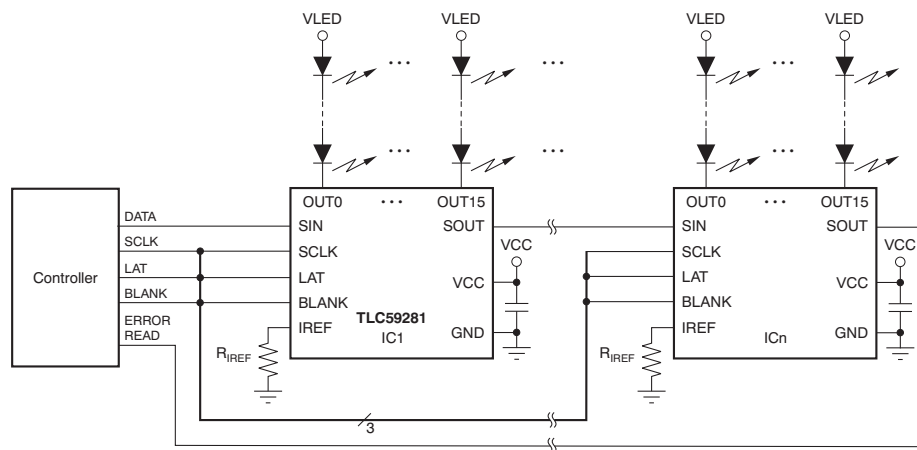 VLED VLED VLED VLED
... ... ... ...
... ... ... ...
OUT0 ... OUT15 OUT0 ... OUT15
DATA SIN SOUT SIN SOUT
SCLK SCLK VCC SCLK VCC
Controller LAT LAT VCC LAT VCC
BLANK BLANK TLC59281 BLANK
ERROR READ IREF IC1 GND IREF ICn GND
RIREF RIREF
3